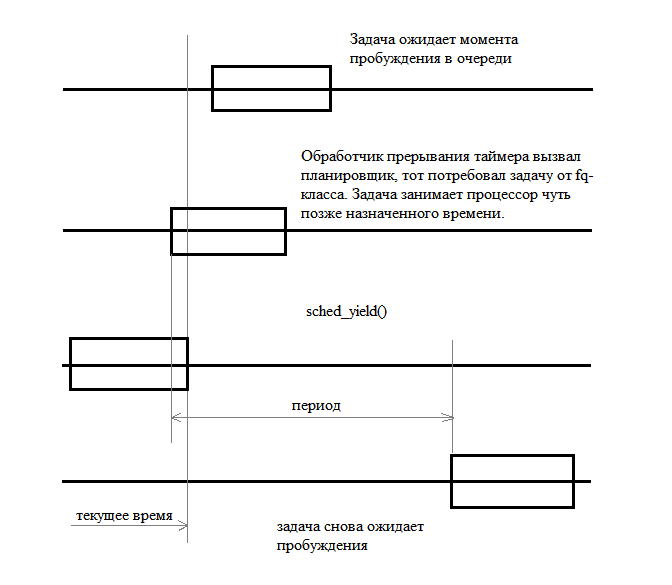 Задача ожидает момента
пробуждения в очереди
Обработчик прерывания таймера вызвал
планировщик, тот потребовал задачу от fq-
класса. Задача занимает процессор чуть
позже назначенного времени.
sched_yield()
период
текущее время
задача снова ожидает
пробуждения